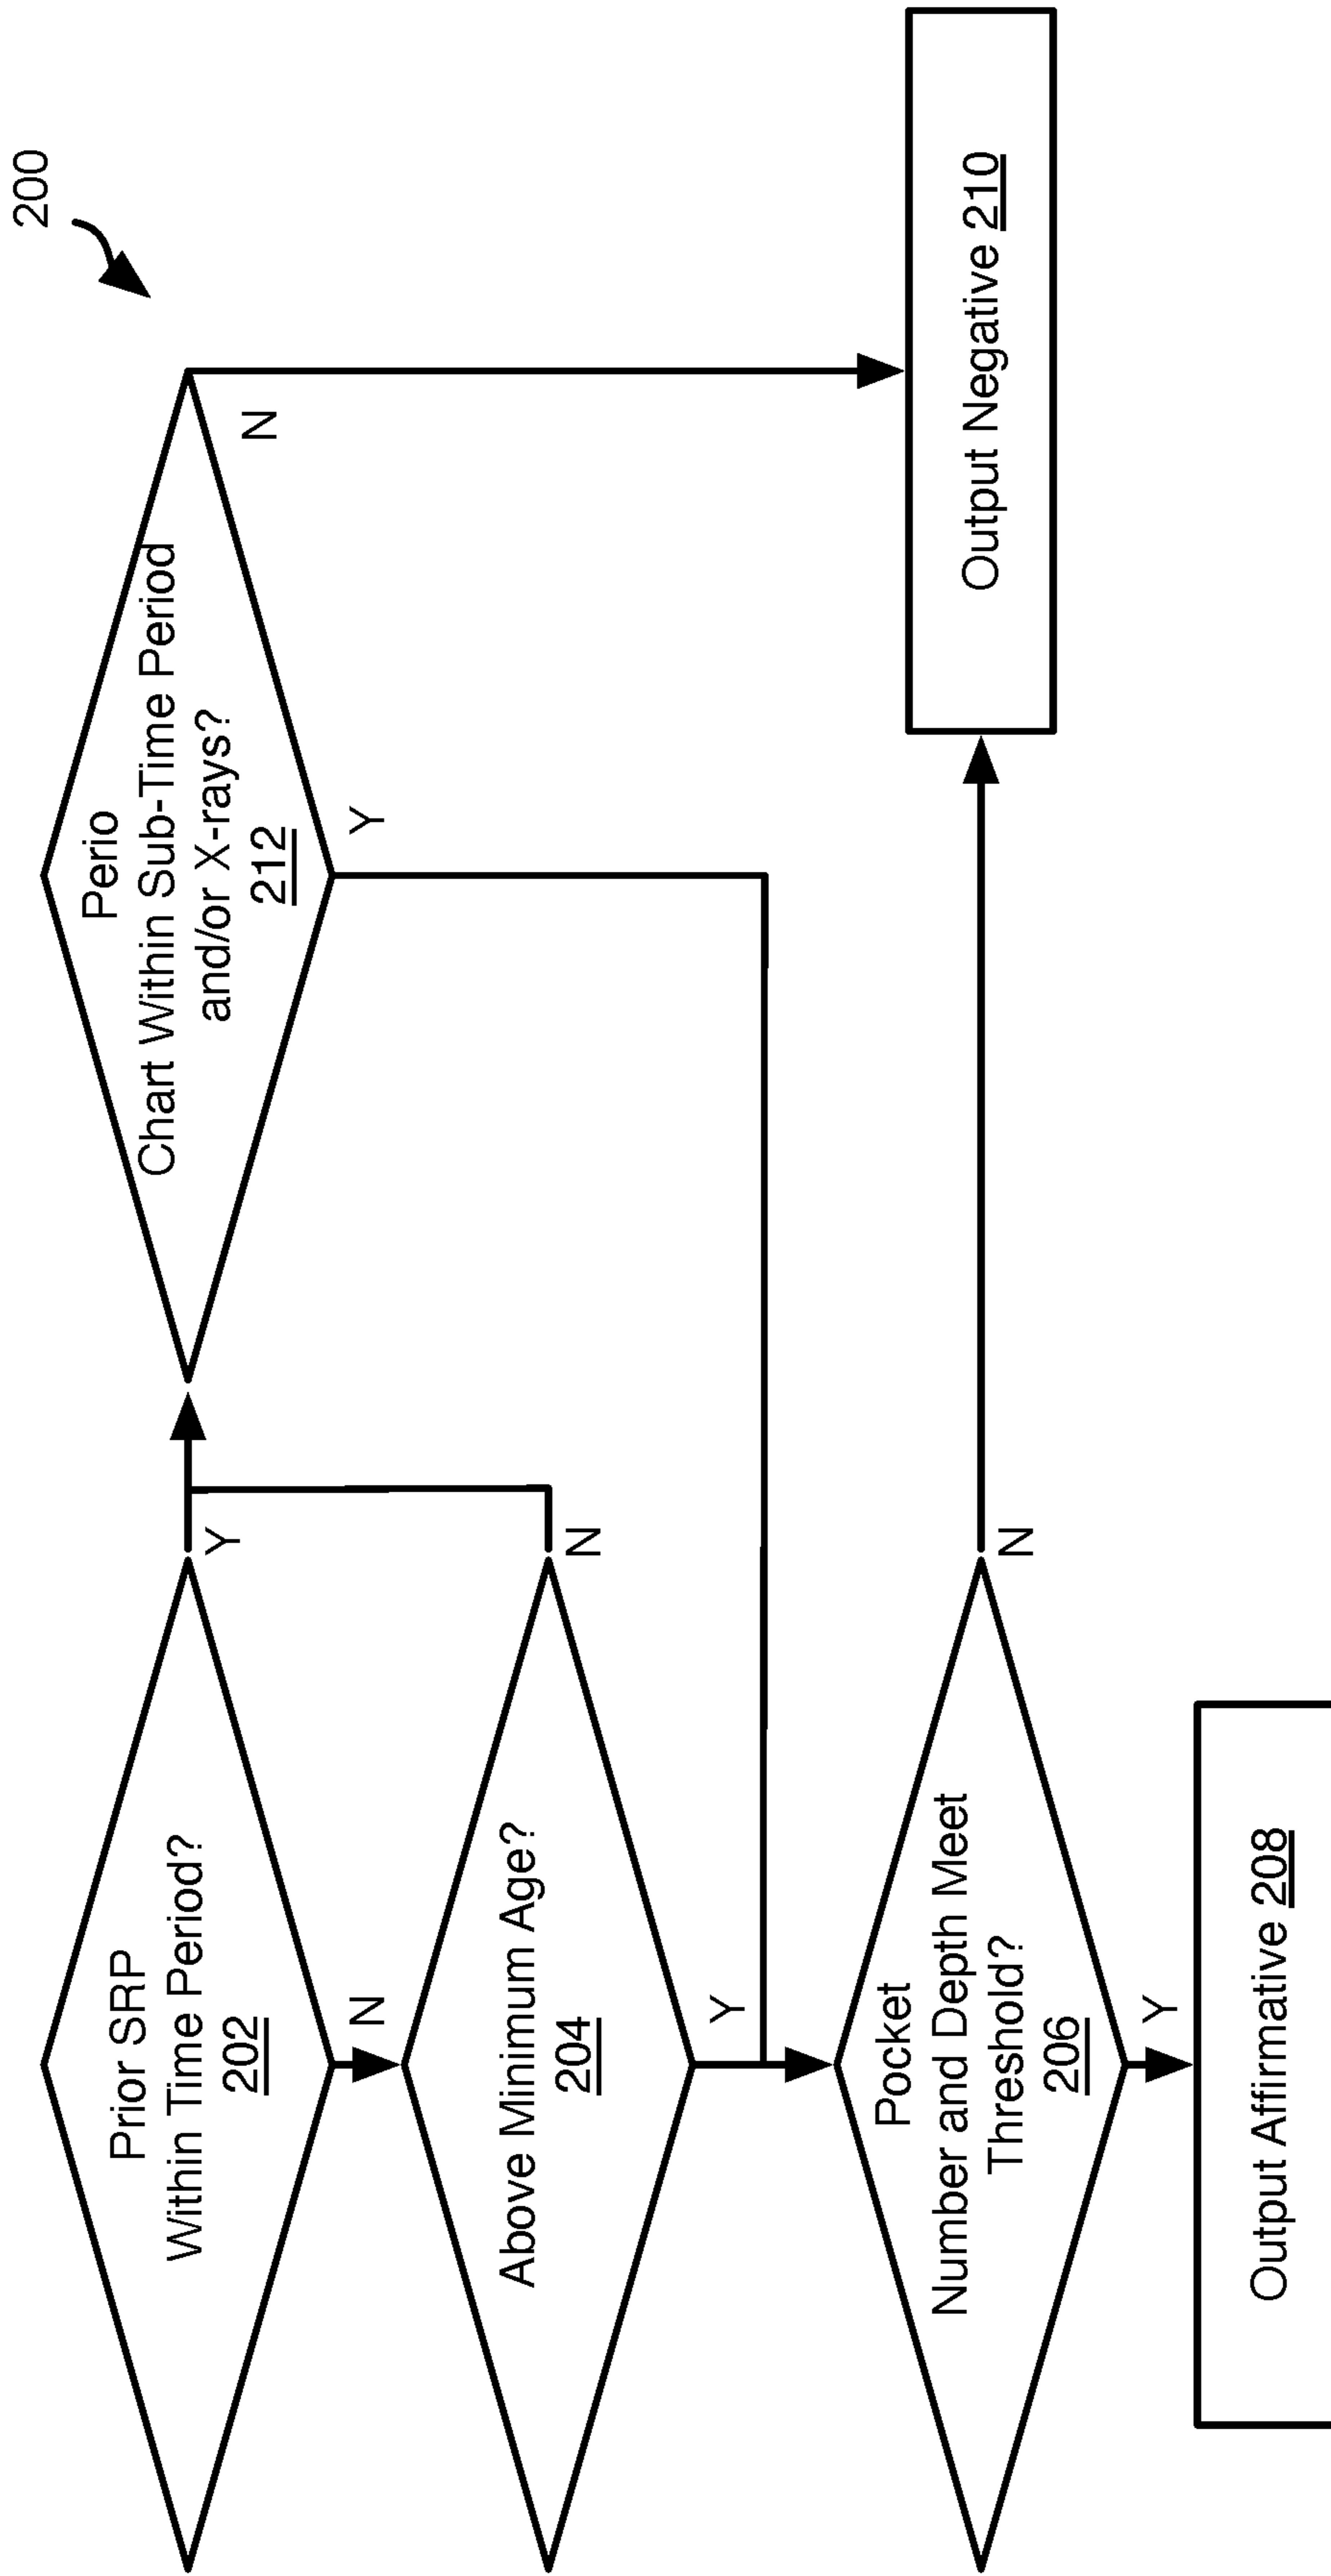 200
Prior SRP
Within Time Period?
202
Y
N
Perio
Chart Within Sub-Time Period
and/or X-rays?
212
N
Y
Above Minimum Age?
204
N
Y
Pocket
Number and Depth Meet
Threshold?
206
N
Y
Output Negative 210
Output Affirmative 208